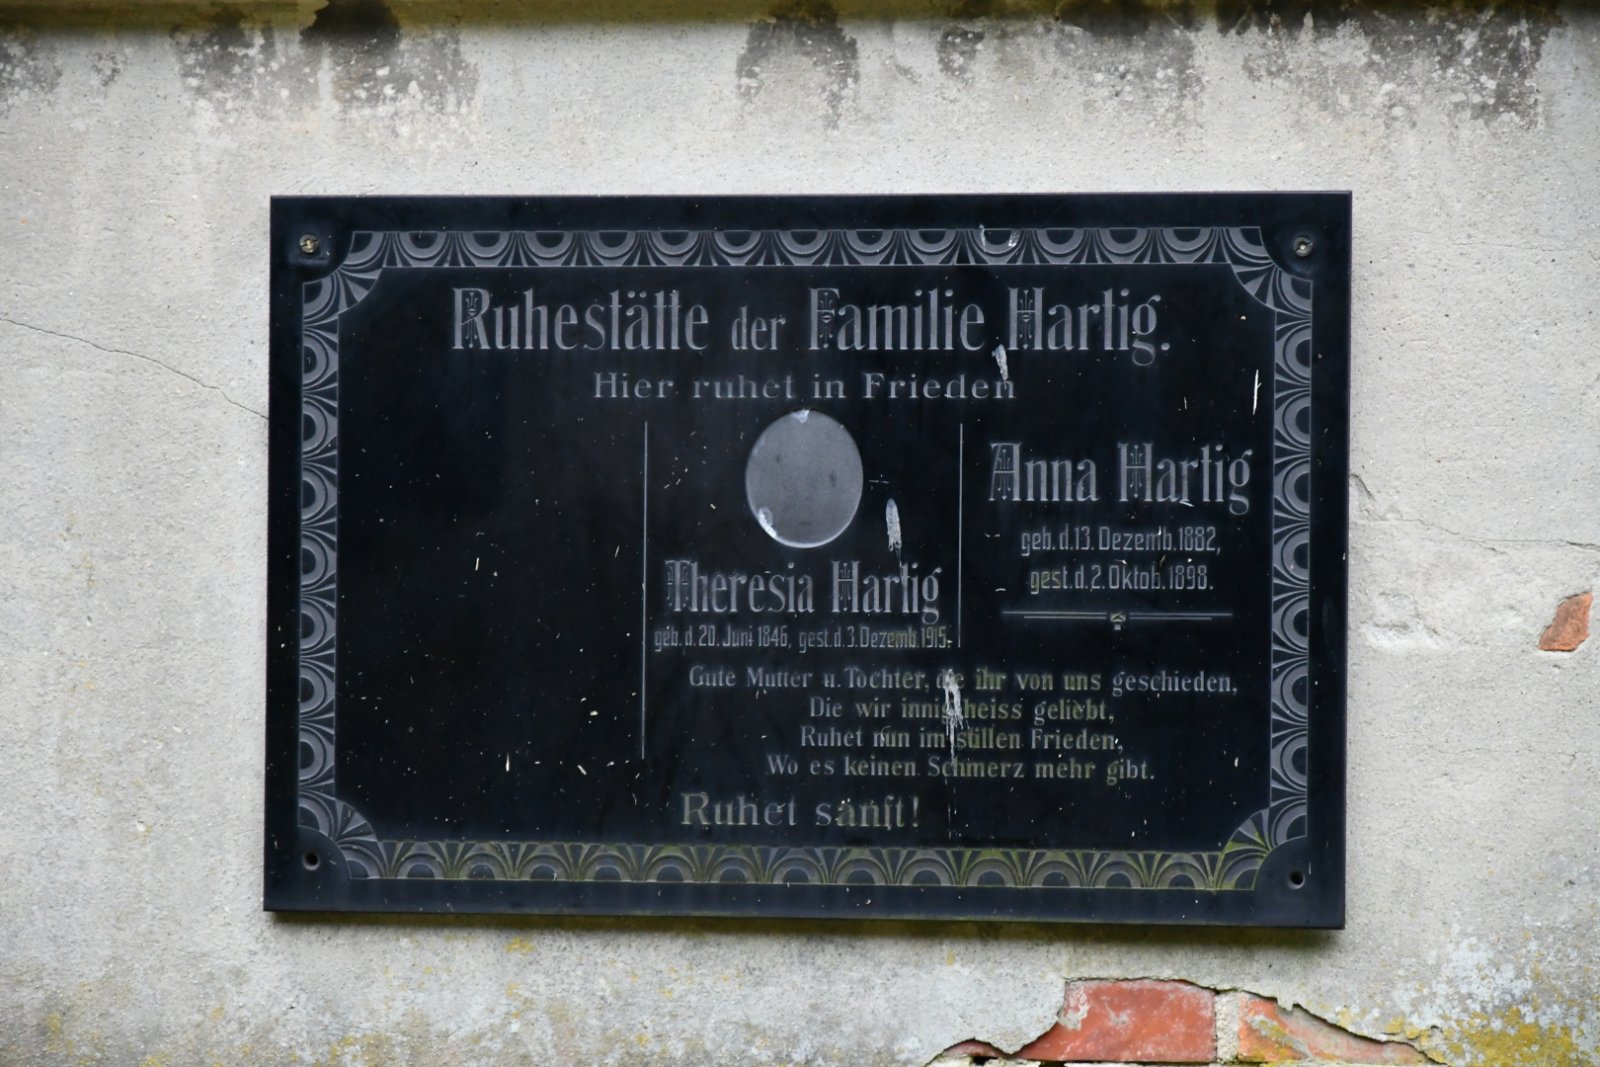 Ruhestätte der Familie Hartig.
Hier ruhet in Frieden
Theresia Hartig
geb. d. 20. Juni 1846, gest. d. 3. Dezemb. 1915.
Anna Hartig
geb. d. 13. Dezemb. 1882,
gest. d. 2. Oktob. 1898.
Gute Mutter u. Tochter, die ihr von uns geschieden,
Die wir innig heiss geliebt,
Ruhet nun im stillen Frieden,
Wo es keinen Schmerz mehr gibt.
Ruhet sanft!